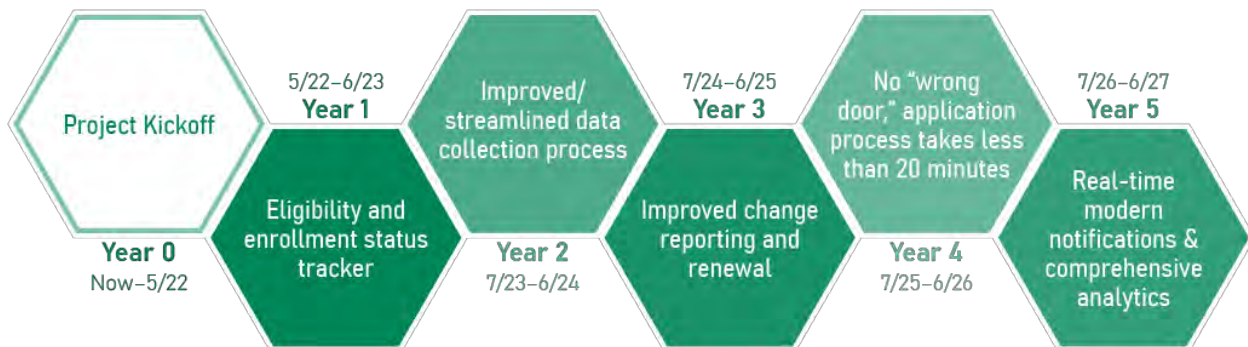 Project Kickoff
Year 0
Now–5/22
5/22–6/23
Year 1
Eligibility and
enrollment status
tracker
Improved/
streamlined data
collection process
Year 2
7/23–6/24
7/24–6/25
Year 3
Improved change
reporting and
renewal
No “wrong
door,” application
process takes less
than 20 minutes
Year 4
7/25–6/26
7/26–6/27
Year 5
Real-time
modern
notifications &
comprehensive
analytics